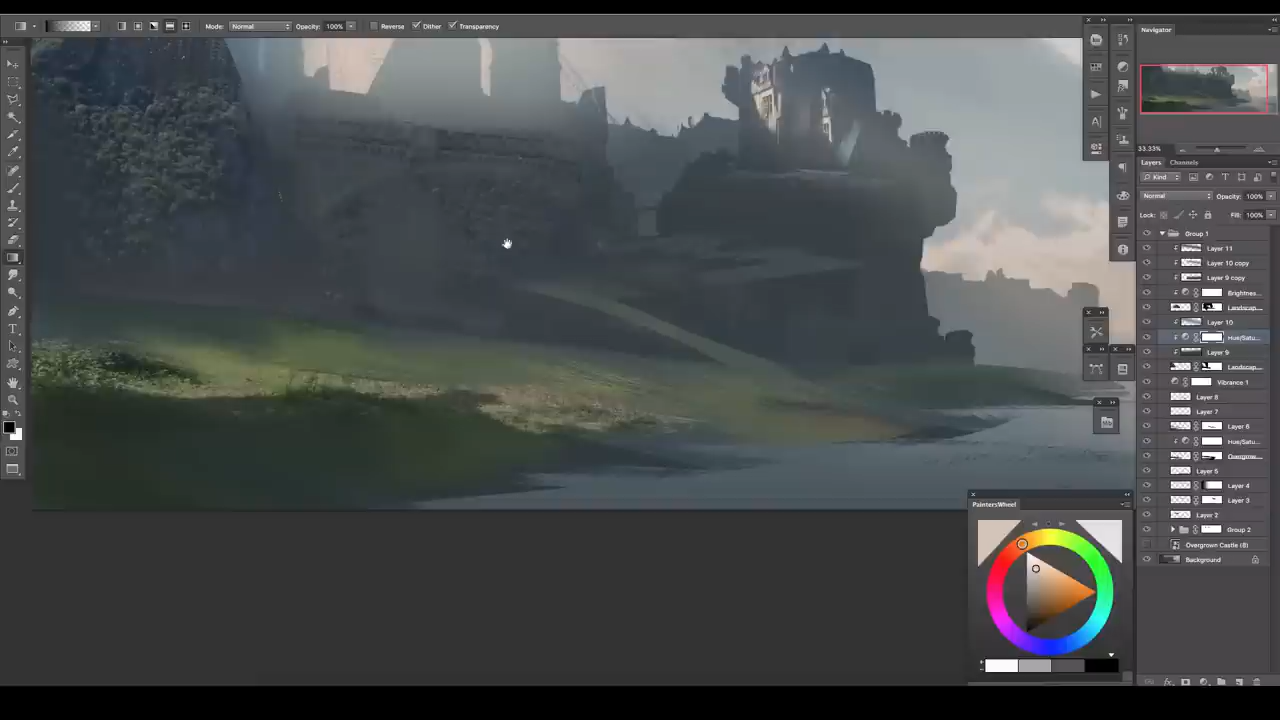 Mode: Normal Opacity: 100% Reverse Dither Transparency
Navigator
33.33%
Layers Channels
Kind
Normal Opacity: 100%
Lock: Fill: 100%
Group 1
Layer 11
Layer 10 copy
Layer 9 copy
Brightne...
Landscap...
Layer 10
Hue/Satu...
Layer 9
Landscap...
Vibrance 1
Layer 8
Layer 7
Layer 6
Hue/Satu...
Overgrow...
Layer 5
Layer 4
Layer 3
Layer 2
Group 2
Overgrown Castle (8)
Background
PaintersWheel
Mb